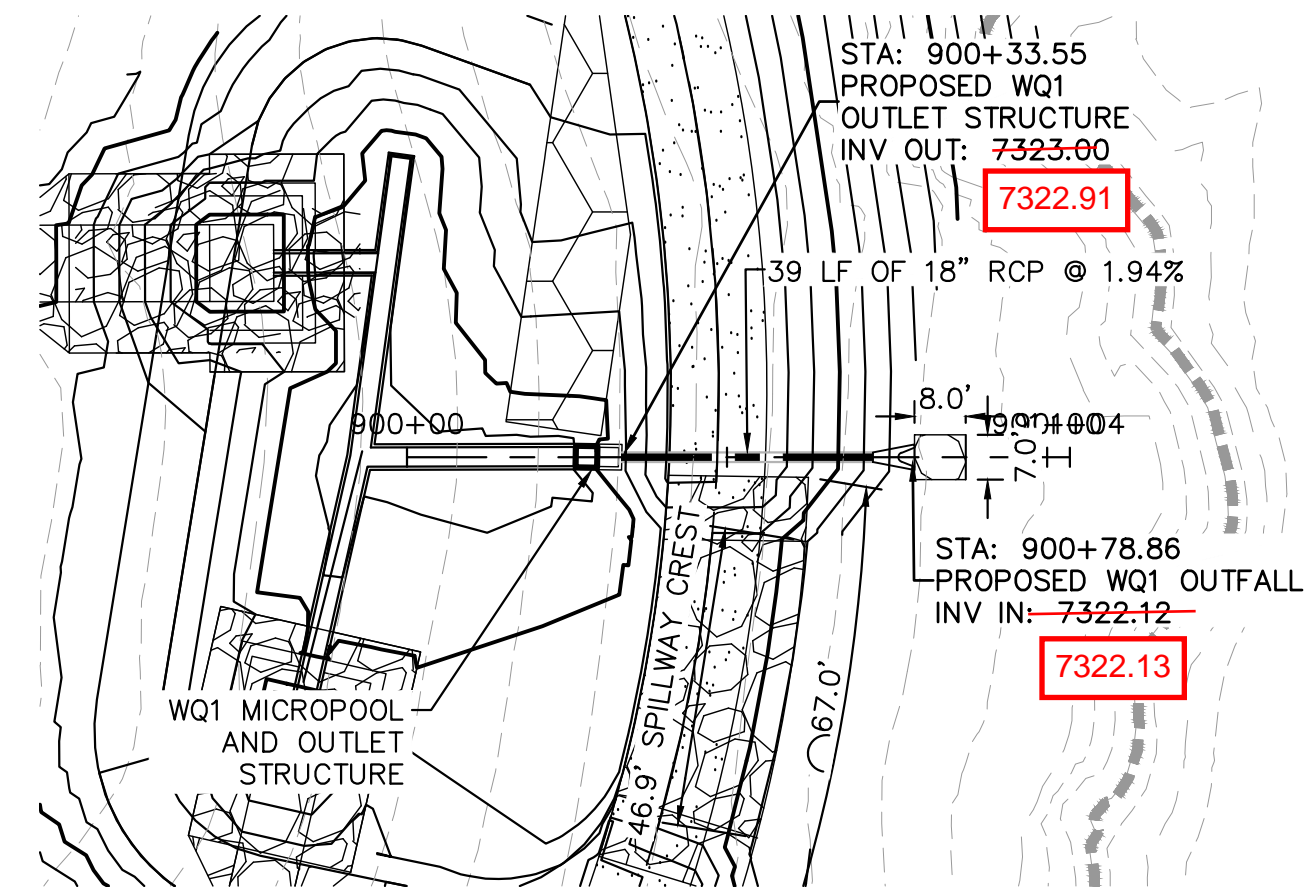 STA: 900+33.55
PROPOSED WQ1
OUTLET STRUCTURE
INV OUT: 7323.00
7322.91
39 LF OF 18" RCP @ 1.94%
900+00
8.0'
7.0'
STA: 900+78.86
PROPOSED WQ1 OUTFALL
INV IN: 7322.12
7322.13
46.9' SPILLWAY CREST
67.0'
WQ1 MICROPOOL
AND OUTLET
STRUCTURE